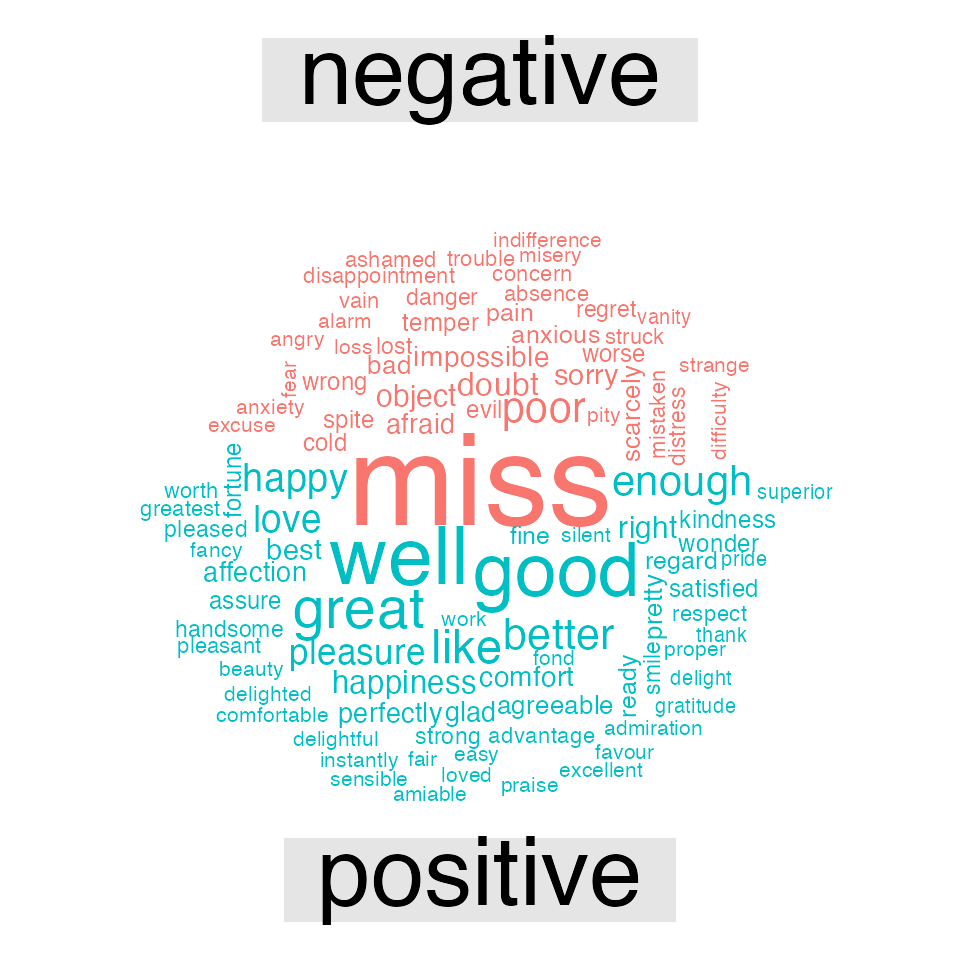 negative
indifference
ashamed trouble misery
disappointment concern
vain danger absence
alarm temper pain regret vanity
angry loss lost anxious struck
bad impossible worse
fear wrong doubt sorry strange
object scarcely mistaken distress difficulty
anxiety spite afraid evil poor pity
excuse cold
miss
fortune happy enough
worth superior
greatest love right kindness
pleased fine silent
fancy best well wonder
affection good regard pride
assure great pretty satisfied
handsome work respect
pleasant pleasure like better thank
beauty fond proper
happiness comfort ready smile delight
delighted
comfortable perfectly glad agreeable gratitude
delightful strong advantage admiration
instantly fair easy favour
sensible loved excellent
amiable praise
positive